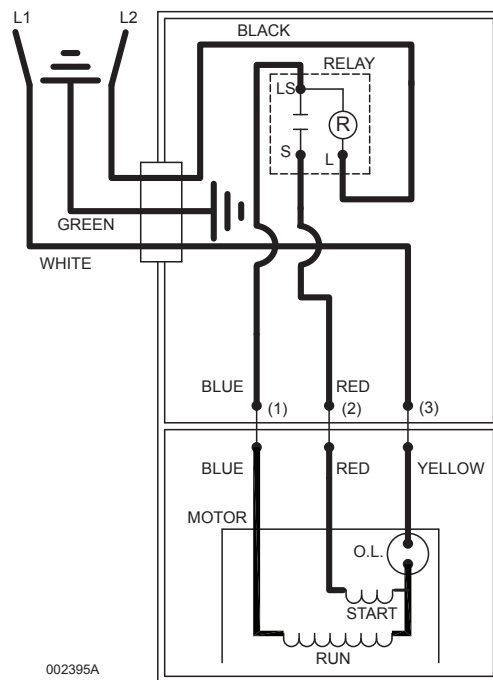 L1
L2
BLACK
RELAY
LS
R
S
L
GREEN
WHITE
BLUE
RED
(1)
(2)
(3)
BLUE
RED
YELLOW
MOTOR
O.L.
START
RUN
002395A